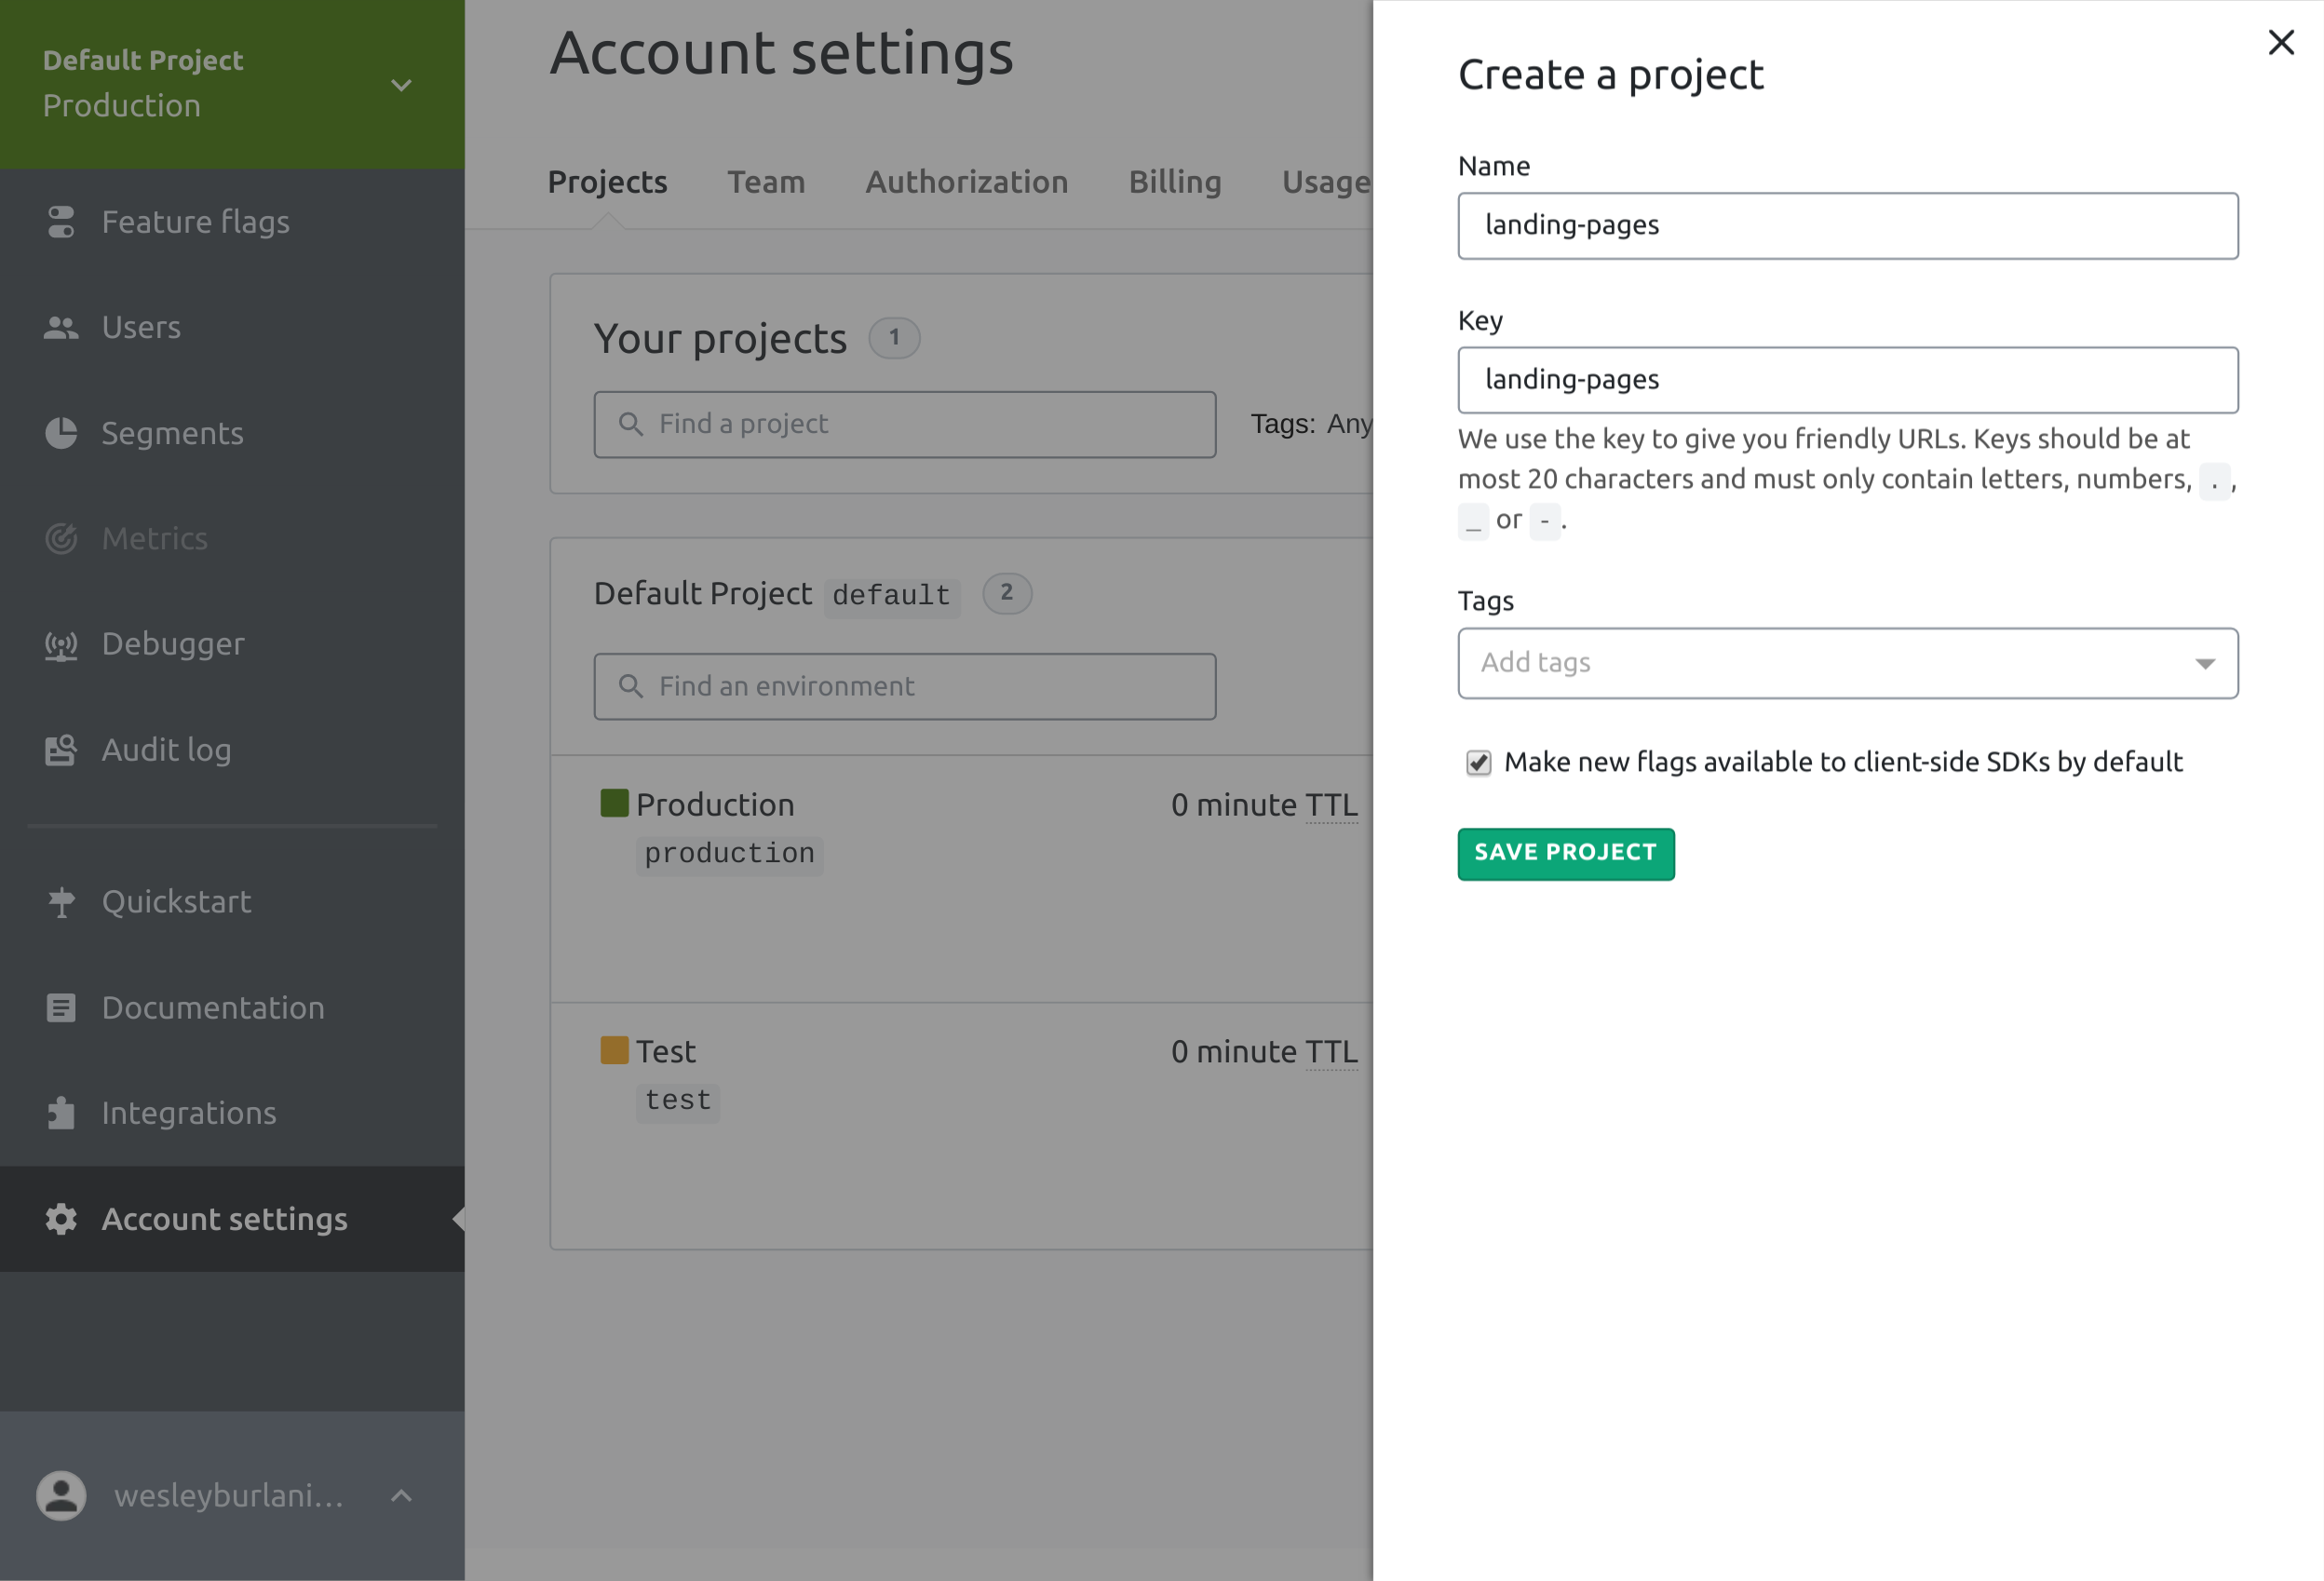 Default Project
Production
Feature flags
Users
Segments
Metrics
Debugger
Audit log
Quickstart
Documentation
Integrations
Account settings
wesleyburlani...
Account settings
Projects Team Authorization Billing Usage
Your projects 1
Find a project Tags: Any
Default Project default 2
Find an environment
Production 0 minute TTL
production
Test 0 minute TTL
test
Create a project
Name
landing-pages
Key
landing-pages
We use the key to give you friendly URLs. Keys should be at
most 20 characters and must only contain letters, numbers, . ,
_ or - .
Tags
Add tags
Make new flags available to client-side SDKs by default
SAVE PROJECT